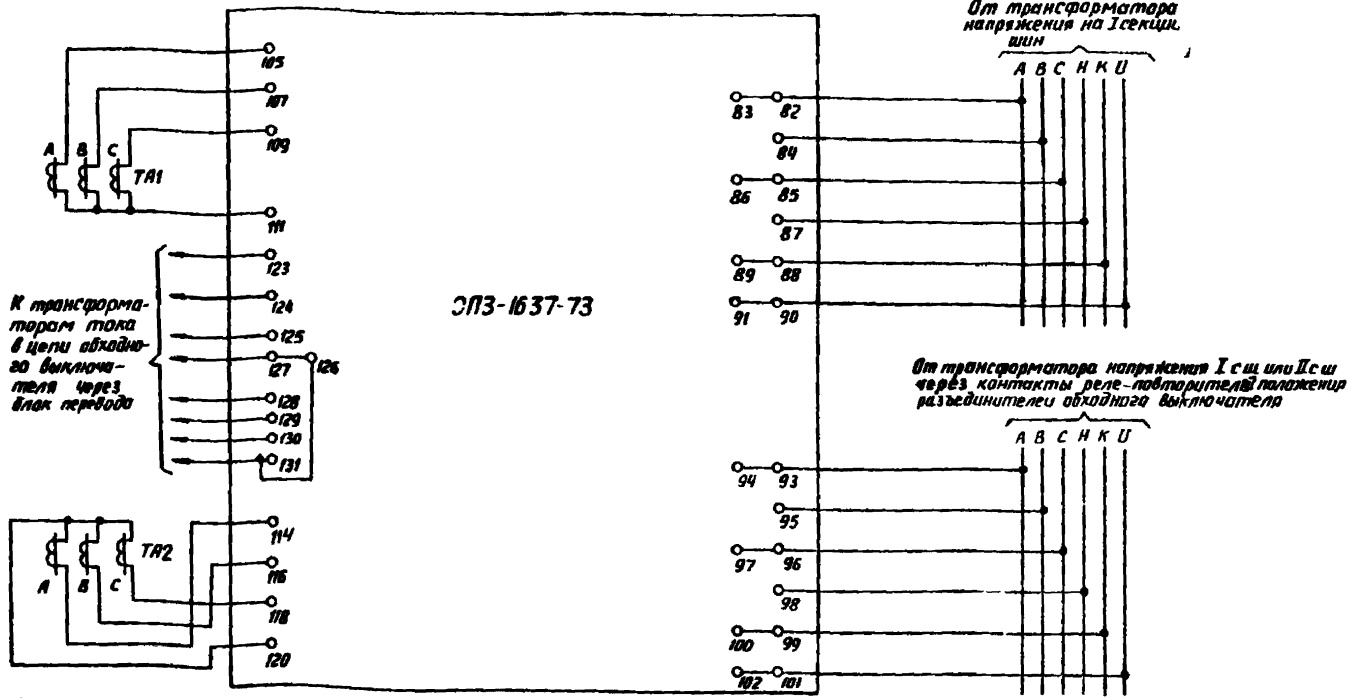 От трансформатора
напряжения на I секции
шин
А В С Н К U
105
107
109
А В С
ТА1
111
123
124
125
127
126
128
129
130
131
К трансформа-
торам тока
в цепи обходно-
го выключа-
теля через
блак перевода
ЭПЗ-1637-73
83 82
84
86 85
87
89 88
91 90
От трансформатора напряжения I с ш или II с ш
через контакты реле-повторителей положения
разъединителей обходного выключателя
А В С Н К U
94 93
95
97 96
98
100 99
102 101
114
116
118
120
ТА2
А В С